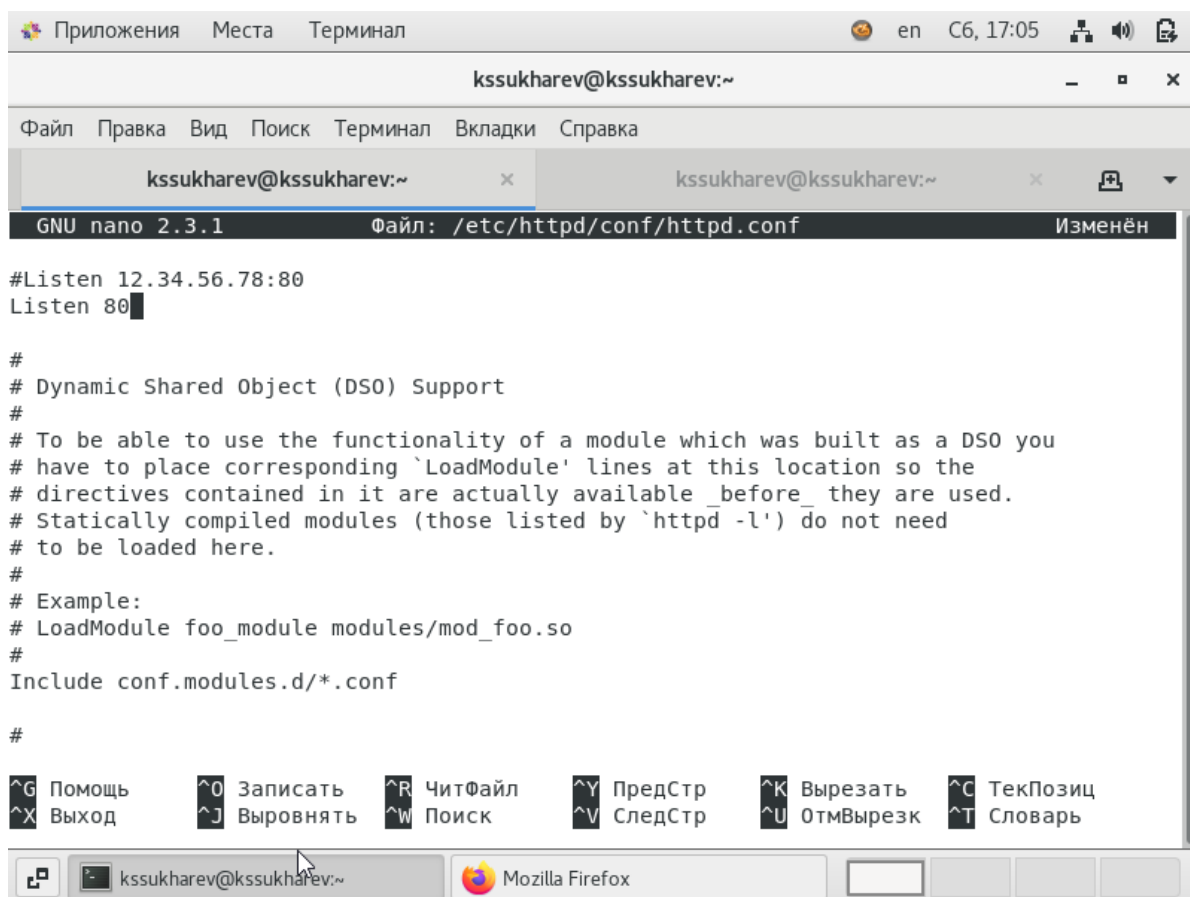 Приложения Места Терминал en Сб, 17:05
kssukharev@kssukharev:~
Файл Правка Вид Поиск Терминал Вкладки Справка
kssukharev@kssukharev:~ kssukharev@kssukharev:~
GNU nano 2.3.1 Файл: /etc/httpd/conf/httpd.conf Изменён
#Listen 12.34.56.78:80
Listen 80
#
# Dynamic Shared Object (DSO) Support
#
# To be able to use the functionality of a module which was built as a DSO you
# have to place corresponding `LoadModule' lines at this location so the
# directives contained in it are actually available _before_ they are used.
# Statically compiled modules (those listed by `httpd -l') do not need
# to be loaded here.
#
# Example:
# LoadModule foo_module modules/mod_foo.so
#
Include conf.modules.d/*.conf
#
^G Помощь ^O Записать ^R ЧитФайл ^Y ПредСтр ^K Вырезать ^C ТекПозиц
^X Выход ^J Выровнять ^W Поиск ^V СледСтр ^U ОтмВырезк ^T Словарь
kssukharev@kssukharev:~ Mozilla Firefox